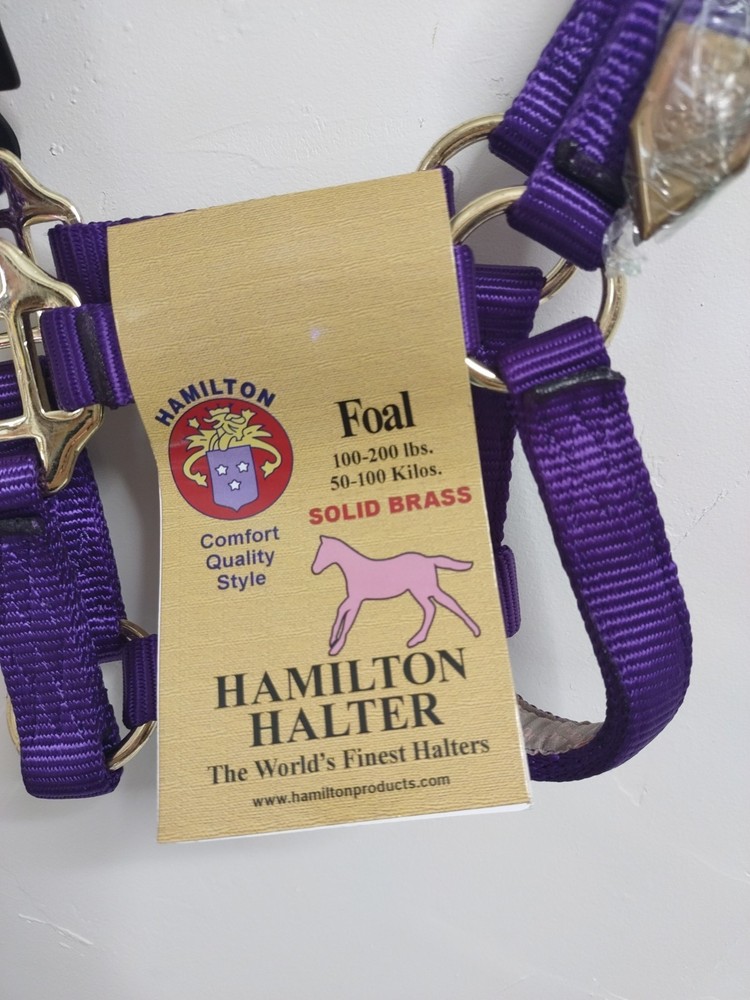 HAMILTON
Comfort
Quality
Style
Foal
100-200 lbs.
50-100 Kilos.
SOLID BRASS
HAMILTON
HALTER
The World's Finest Halters
www.hamiltonproducts.com